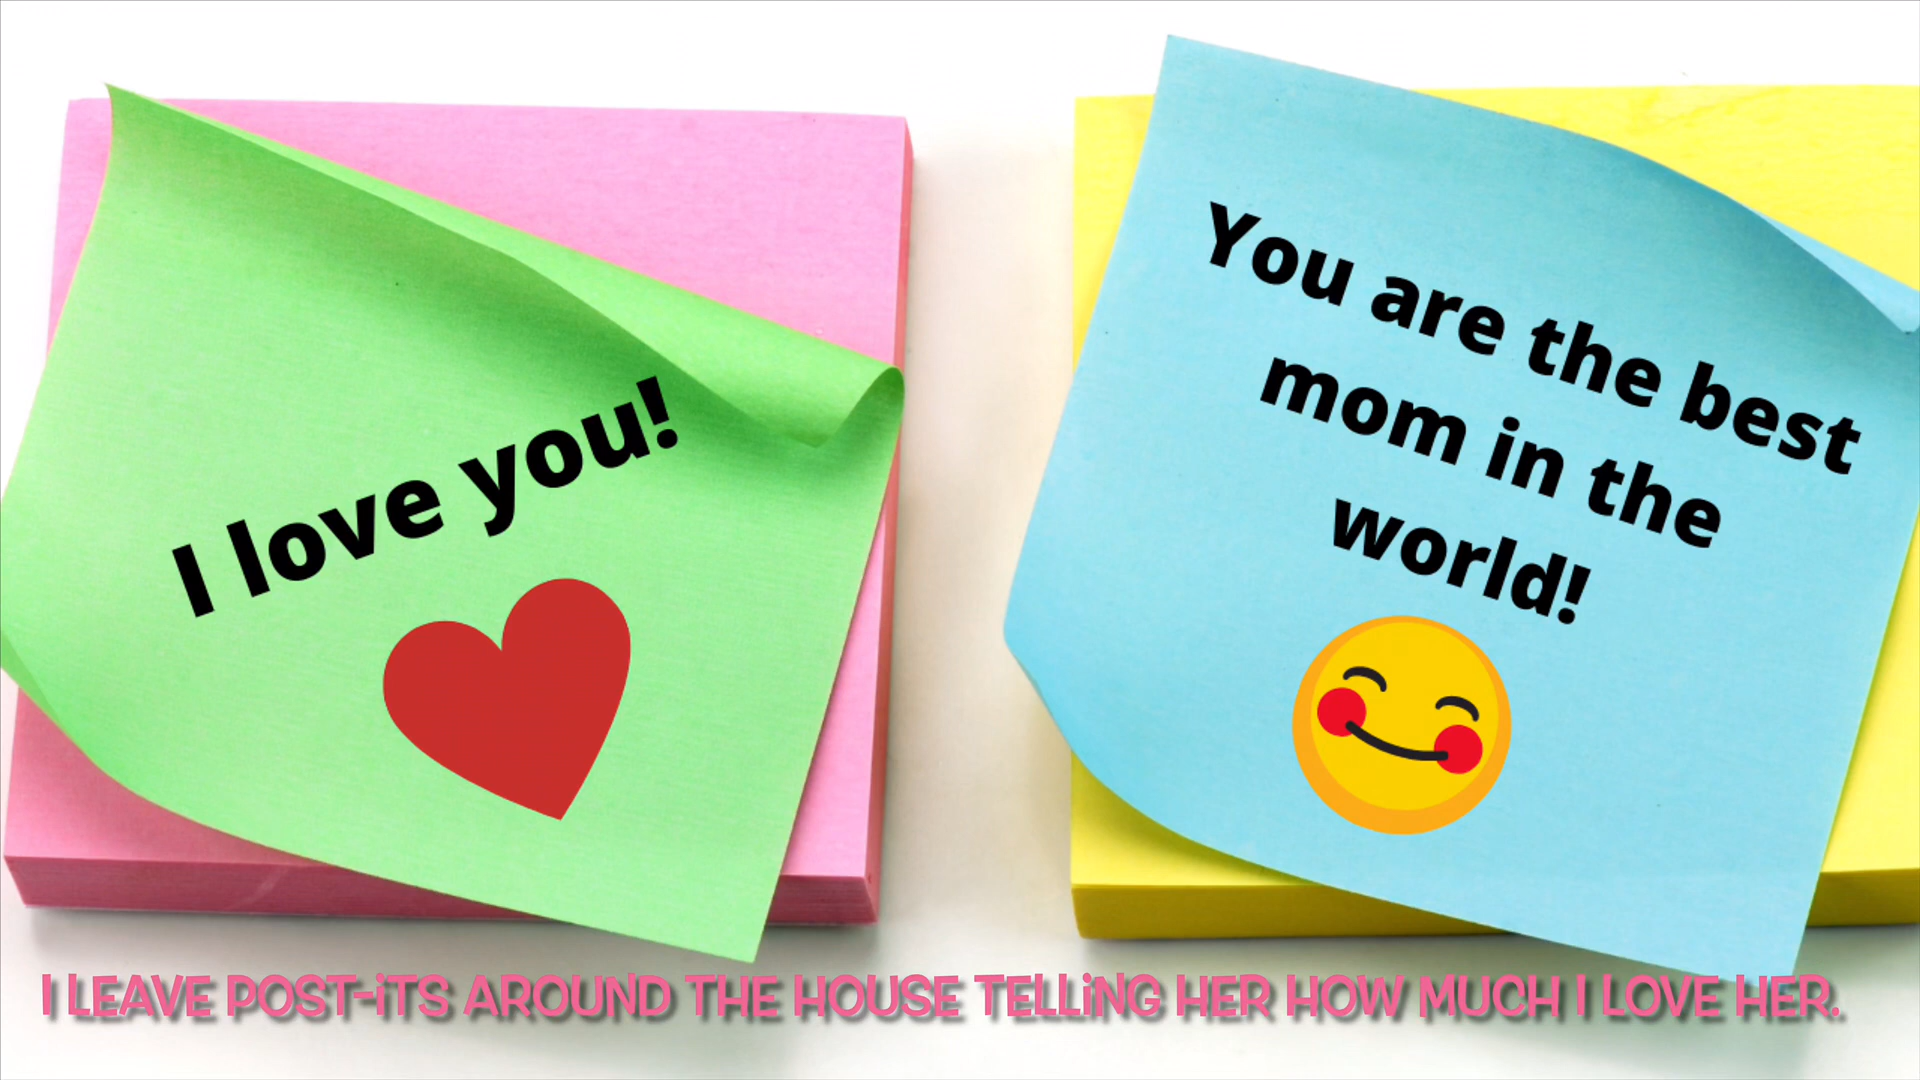 I love you!
You are the best
mom in the
world!
I LEAVE POST-iTS AROUND THE HOUSE TELLiNG HER HOW MUCH I LOVE HER.